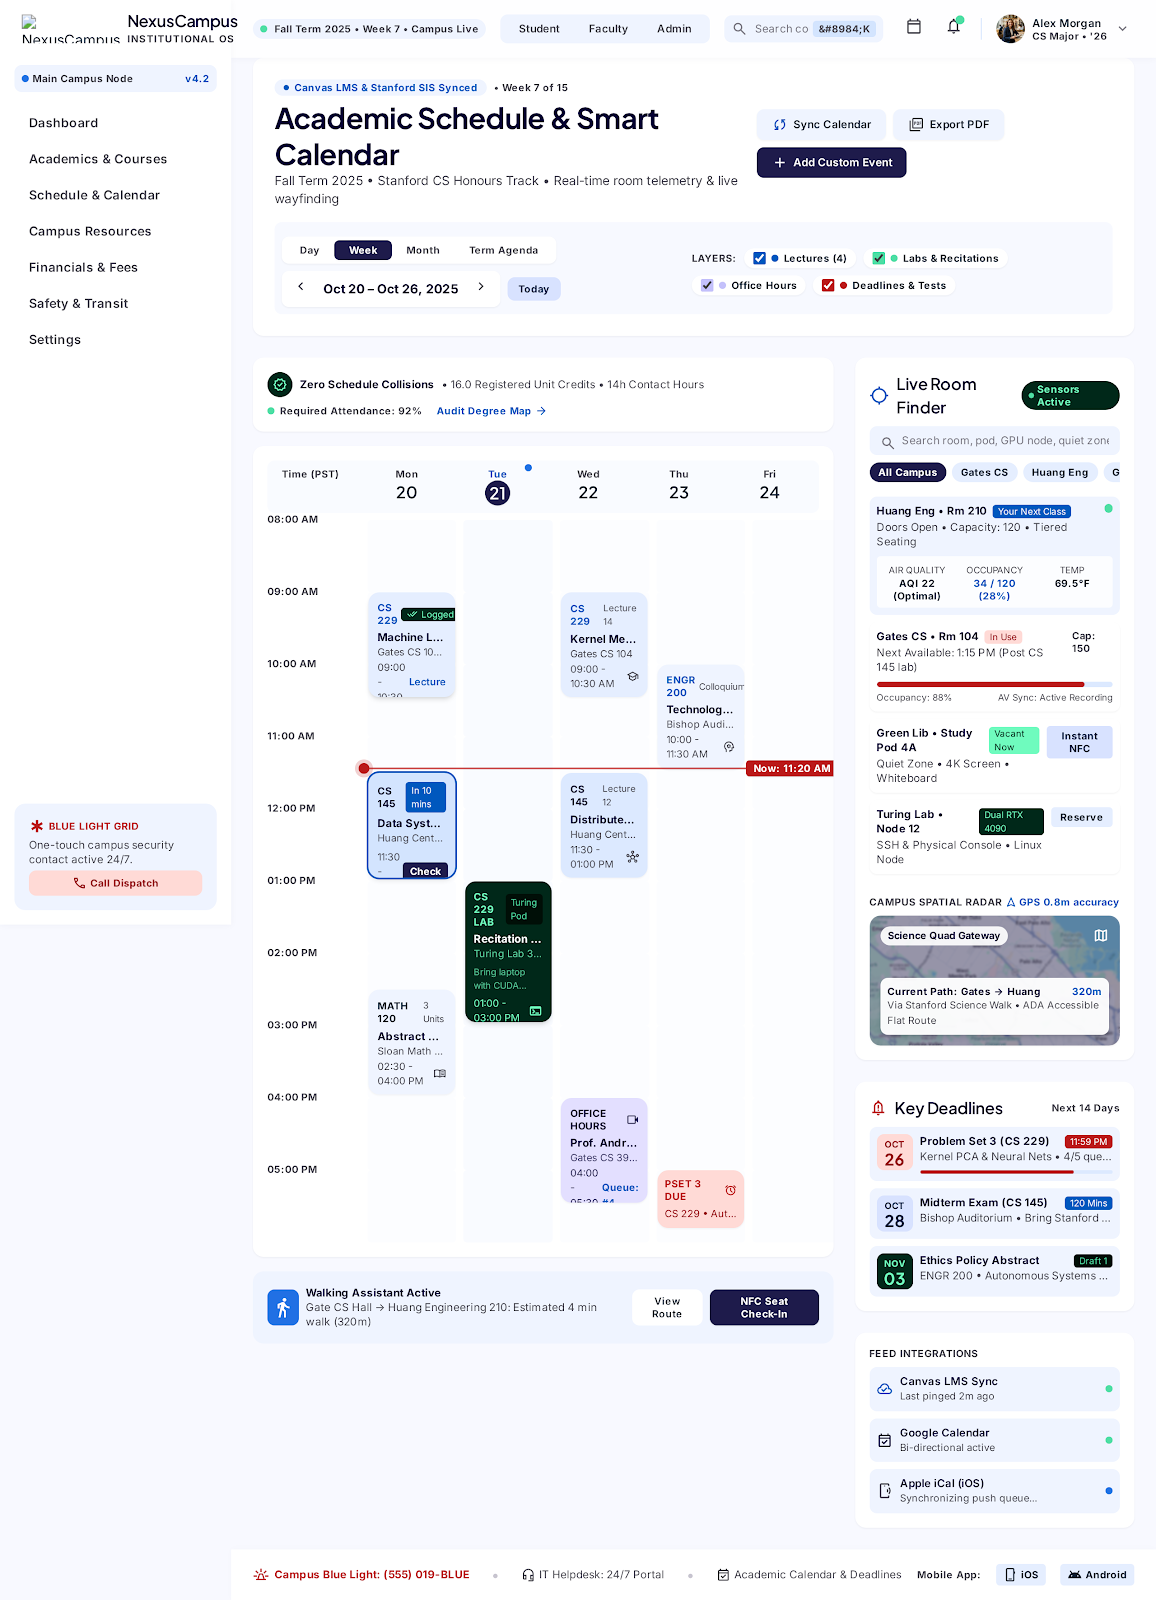 NexusCampus
NexusCampus
INSTITUTIONAL OS
Fall Term 2025 • Week 7 • Campus Live
Student
Faculty
Admin
Search co
&#8984;K
Alex Morgan
CS Major • '26
Main Campus Node
v4.2
Dashboard
Academics & Courses
Schedule & Calendar
Campus Resources
Financials & Fees
Safety & Transit
Settings
BLUE LIGHT GRID
One-touch campus security
contact active 24/7.
Call Dispatch
Canvas LMS & Stanford SIS Synced
• Week 7 of 15
Academic Schedule & Smart
Calendar
Fall Term 2025 • Stanford CS Honours Track • Real-time room telemetry & live
wayfinding
Sync Calendar
Export PDF
Add Custom Event
Day
Week
Month
Term Agenda
Oct 20 – Oct 26, 2025
Today
LAYERS:
Lectures (4)
Labs & Recitations
Office Hours
Deadlines & Tests
Zero Schedule Collisions
• 16.0 Registered Unit Credits • 14h Contact Hours
Required Attendance: 92%
Audit Degree Map →
Time (PST)
Mon
20
Tue
21
Wed
22
Thu
23
Fri
24
08:00 AM
09:00 AM
10:00 AM
11:00 AM
12:00 PM
01:00 PM
02:00 PM
03:00 PM
04:00 PM
05:00 PM
CS
229
Logged
Machine L...
Gates CS 10...
09:00
-
10:30
Lecture
CS
145
In 10
mins
Data Syst...
Huang Cent...
11:30
-
Check
MATH
120
3
Units
Abstract ...
Sloan Math ...
02:30 -
04:00 PM
CS
229
LAB
Turing
Pod
Recitation ...
Turing Lab 3...
Bring laptop
with CUDA...
01:00 -
03:00 PM
CS
229
Lecture
14
Kernel Me...
Gates CS 104
09:00 -
10:30 AM
CS
145
Lecture
12
Distribute...
Huang Cent...
11:30 -
01:00 PM
OFFICE
HOURS
Prof. Andr...
Gates CS 39...
04:00
-
05:30
Queue:
#4
ENGR
200
Colloquium
Technolog...
Bishop Audi...
10:00 -
11:30 AM
Now: 11:20 AM
PSET 3
DUE
CS 229 • Aut...
Walking Assistant Active
Gate CS Hall → Huang Engineering 210: Estimated 4 min
walk (320m)
View
Route
NFC Seat
Check-In
Live Room
Finder
Sensors
Active
Search room, pod, GPU node, quiet zone
All Campus
Gates CS
Huang Eng
G
Huang Eng • Rm 210
Your Next Class
Doors Open • Capacity: 120 • Tiered
Seating
AIR QUALITY
AQI 22
(Optimal)
OCCUPANCY
34 / 120
(28%)
TEMP
69.5°F
Gates CS • Rm 104
In Use
Cap:
150
Next Available: 1:15 PM (Post CS
145 lab)
Occupancy: 88%
AV Sync: Active Recording
Green Lib • Study
Pod 4A
Vacant
Now
Instant
NFC
Quiet Zone • 4K Screen •
Whiteboard
Turing Lab •
Node 12
Dual RTX
4090
Reserve
SSH & Physical Console • Linux
Node
CAMPUS SPATIAL RADAR
GPS 0.8m accuracy
Science Quad Gateway
Current Path: Gates → Huang
320m
Via Stanford Science Walk • ADA Accessible
Flat Route
Key Deadlines
Next 14 Days
OCT
26
Problem Set 3 (CS 229)
11:59 PM
Kernel PCA & Neural Nets • 4/5 que...
OCT
28
Midterm Exam (CS 145)
120 Mins
Bishop Auditorium • Bring Stanford ...
NOV
03
Ethics Policy Abstract
Draft 1
ENGR 200 • Autonomous Systems ...
FEED INTEGRATIONS
Canvas LMS Sync
Last pinged 2m ago
Google Calendar
Bi-directional active
Apple iCal (iOS)
Synchronizing push queue...
Campus Blue Light: (555) 019-BLUE
IT Helpdesk: 24/7 Portal
Academic Calendar & Deadlines
Mobile App:
iOS
Android